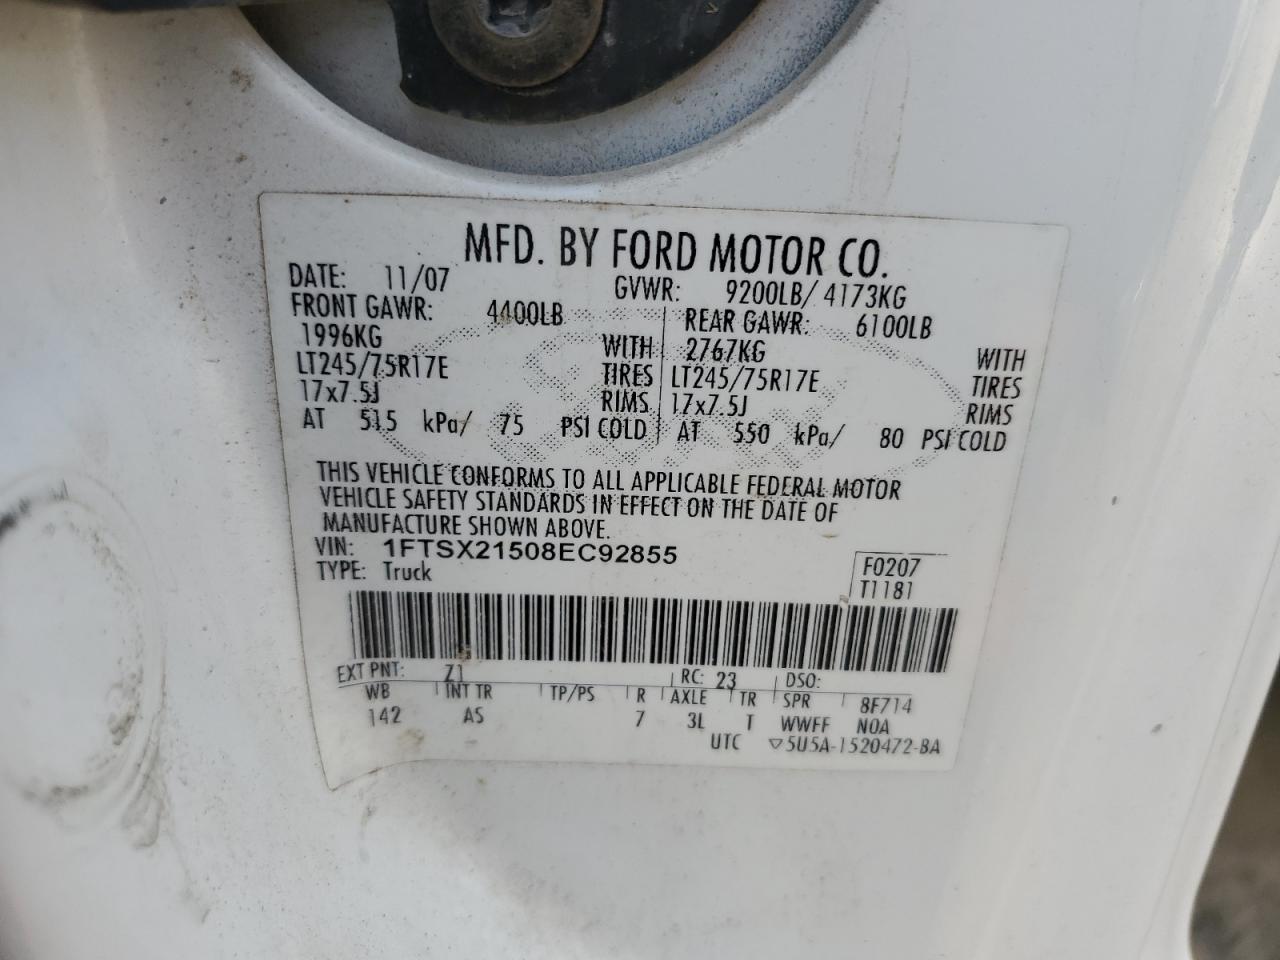 MFD. BY FORD MOTOR CO.
DATE: 11/07 GVWR: 9200LB/ 4173KG
FRONT GAWR: 4400LB REAR GAWR: 6100LB
1996KG WITH 2767KG WITH
LT245/75R17E TIRES LT245/75R17E TIRES
17x7.5J RIMS 17x7.5J RIMS
AT 515 kPa/ 75 PSI COLD AT 550 kPa/ 80 PSI COLD
THIS VEHICLE CONFORMS TO ALL APPLICABLE FEDERAL MOTOR
VEHICLE SAFETY STANDARDS IN EFFECT ON THE DATE OF
MANUFACTURE SHOWN ABOVE.
VIN: 1FTSX21508EC92855 F0207
TYPE: Truck T1181
EXT PNT: Z1 RC: 23 DSO:
WB INT TR TP/PS R AXLE TR SPR 8F714
142 AS 7 3L T WWFF NOA
UTC ▽5U5A-1520472-BA